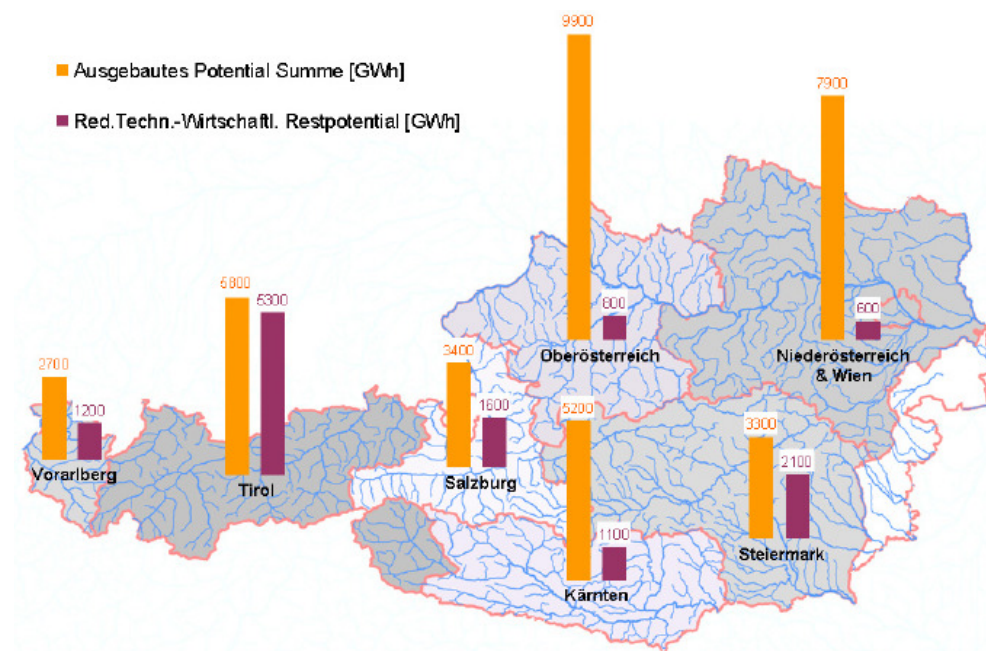 9900
7900
Ausgebautes Potential Summe [GWh]
Red.Techn.-Wirtschaftl. Restpotential [GWh]
5800
5300
800
600
Oberösterreich
Niederösterreich
& Wien
2700
3400
1200
1600
5200
3300
2100
Vorarlberg
Tirol
Salzburg
1100
Steiermark
Kärnten